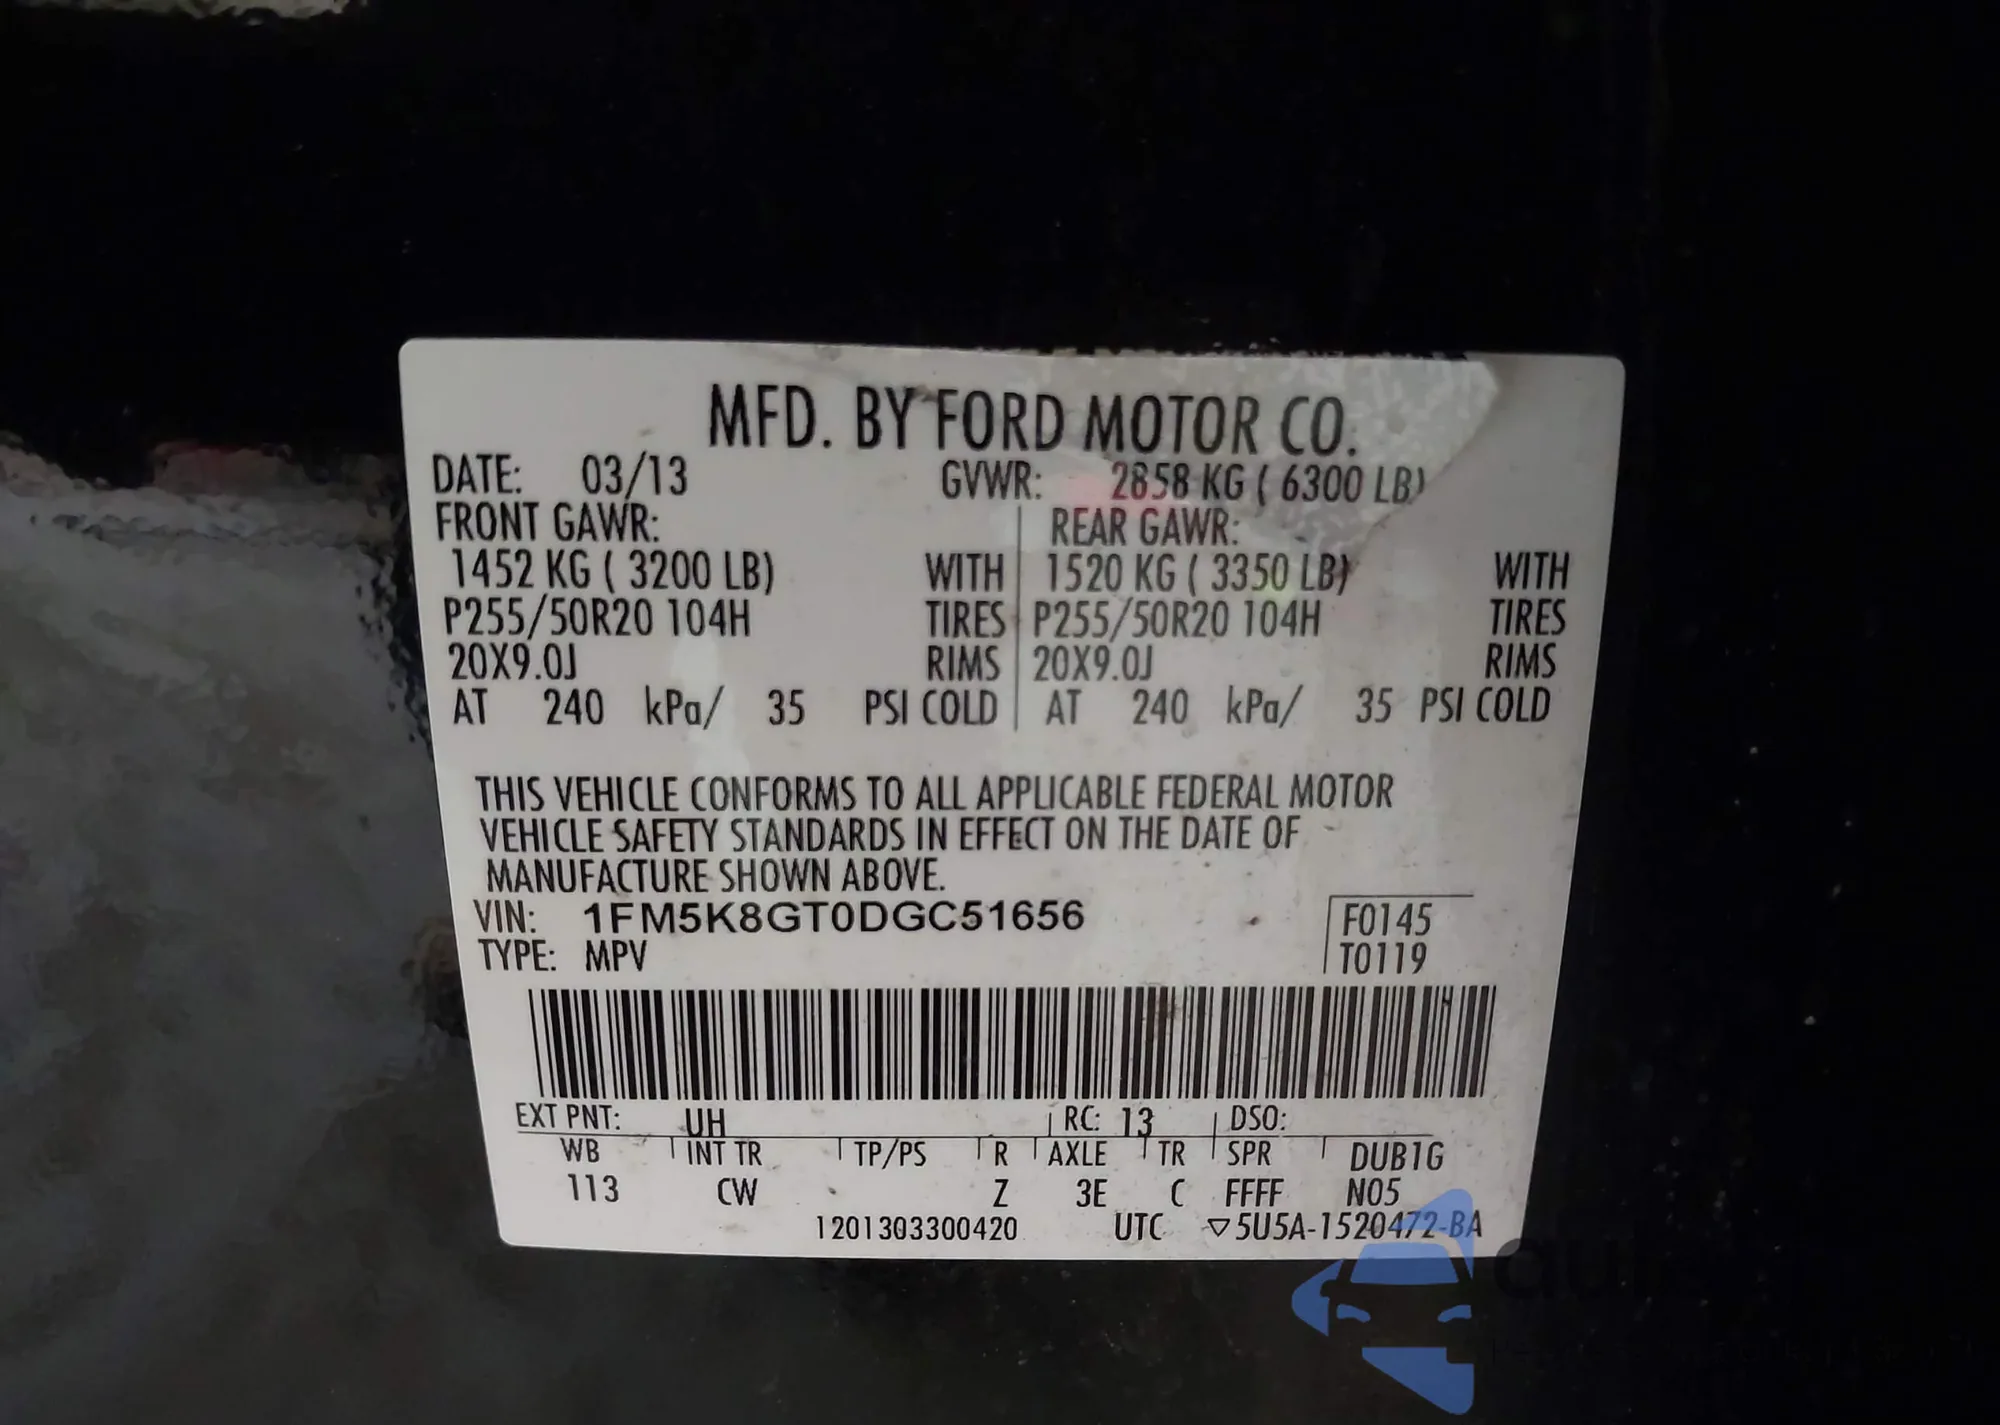 MFD. BY FORD MOTOR CO.
DATE: 03/13 GVWR: 2858 KG ( 6300 LB)
FRONT GAWR: REAR GAWR:
1452 KG ( 3200 LB) WITH 1520 KG ( 3350 LB) WITH
P255/50R20 104H TIRES P255/50R20 104H TIRES
20X9.0J RIMS 20X9.0J RIMS
AT 240 kPa/ 35 PSI COLD AT 240 kPa/ 35 PSI COLD
THIS VEHICLE CONFORMS TO ALL APPLICABLE FEDERAL MOTOR
VEHICLE SAFETY STANDARDS IN EFFECT ON THE DATE OF
MANUFACTURE SHOWN ABOVE.
VIN: 1FM5K8GT0DGC51656 F0145
TYPE: MPV T0119
EXT PNT: UH RC: 13 DSO:
WB INT TR TP/PS R AXLE TR SPR DUB1G
113 CW Z 3E C FFFF N05
1201303300420 UTC ▽5U5A-1520472-BA